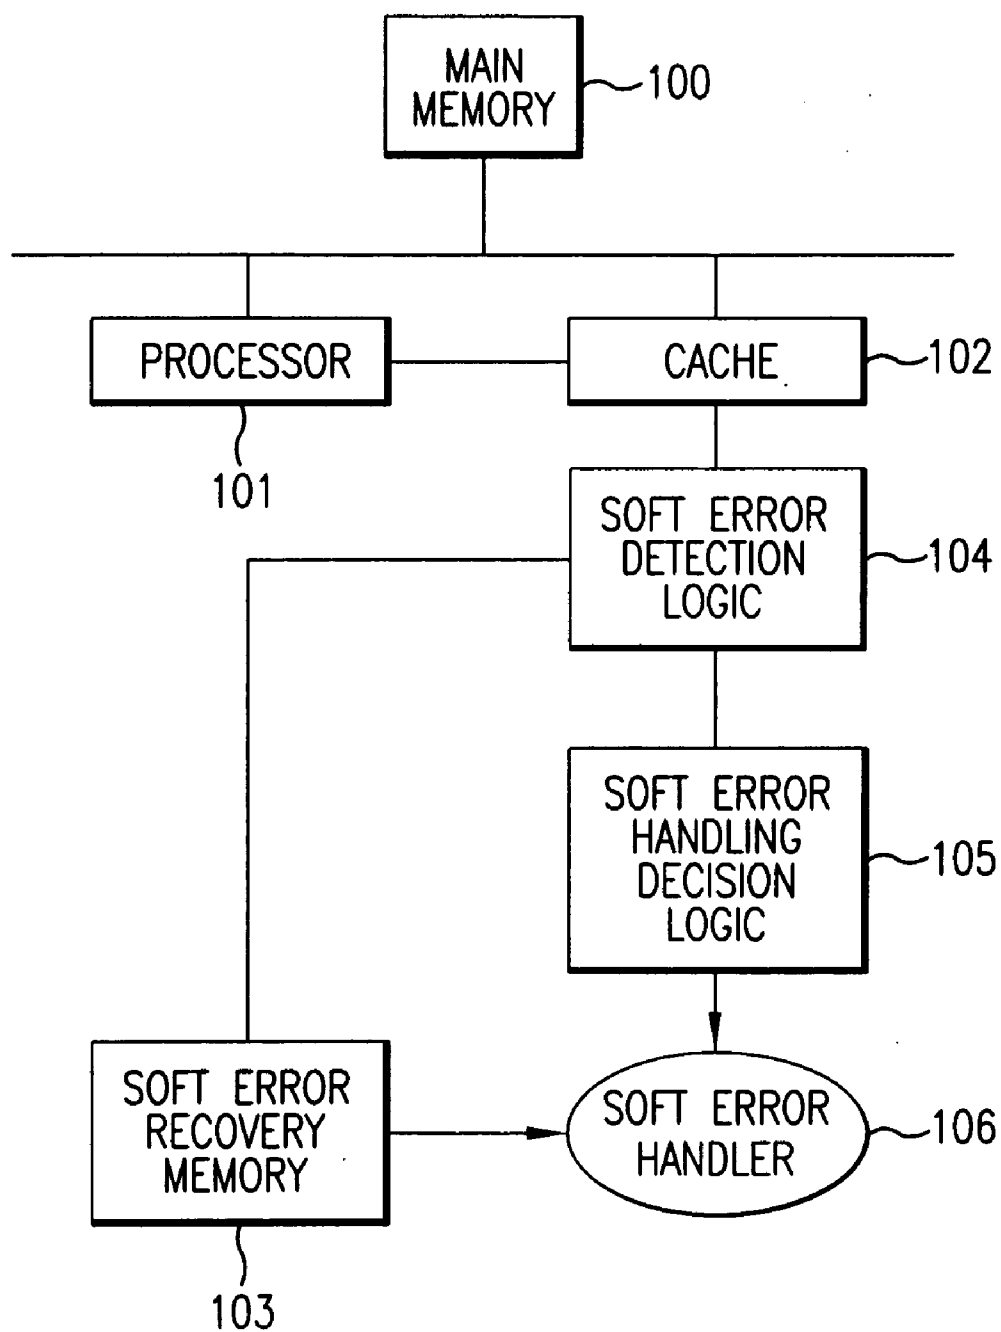 MAIN
MEMORY
100
PROCESSOR
CACHE
102
101
SOFT ERROR
DETECTION
LOGIC
104
SOFT ERROR
HANDLING
DECISION
LOGIC
105
SOFT ERROR
RECOVERY
MEMORY
SOFT ERROR
HANDLER
106
103